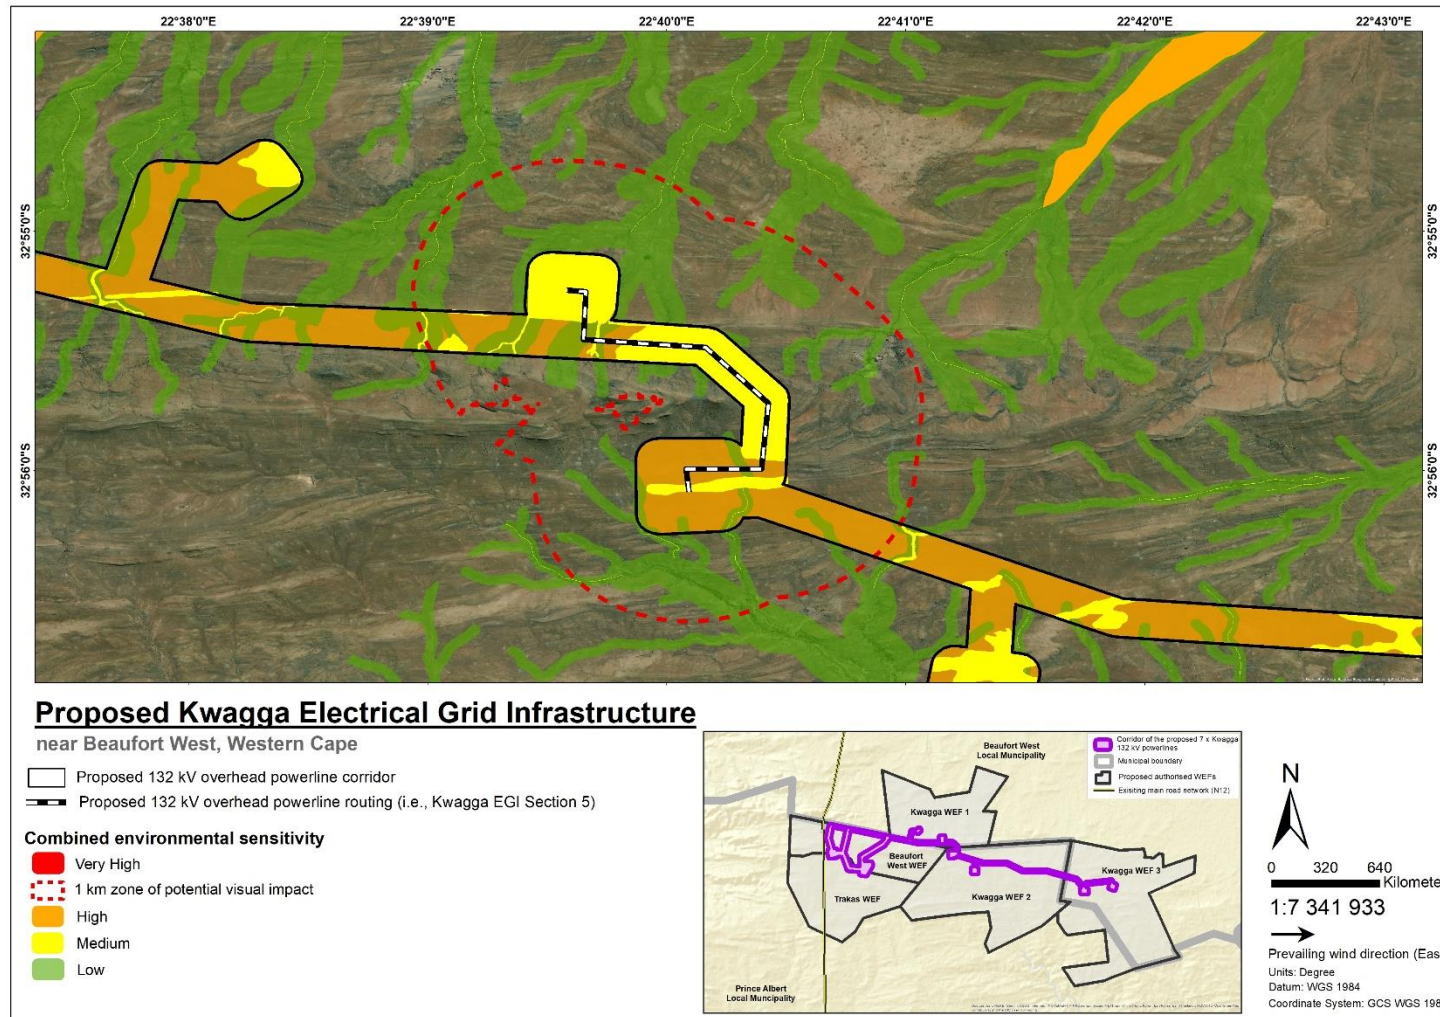 22°38'0"E 22°39'0"E 22°40'0"E 22°41'0"E 22°42'0"E 22°43'0"E
32°55'0"S 32°55'0"S
32°56'0"S 32°56'0"S
Proposed Kwagga Electrical Grid Infrastructure
near Beaufort West, Western Cape
Proposed 132 kV overhead powerline corridor
Proposed 132 kV overhead powerline routing (i.e., Kwagga EGI Section 5)
Combined environmental sensitivity
Very High
1 km zone of potential visual impact
High
Medium
Low
Beaufort West
Local Muncipality
Corridor of the proposed 7 x Kwagga
132 kV powerlines
Municipal boundary
Proposed authorised WEFs
Exisiting main road network (N12)
Kwagga WEF 1
Beaufort
West WEF
Kwagga WEF 3
Trakas WEF
Kwagga WEF 2
Prince Albert
Local Muncipality
N
0 320 640
Kilomete
1:7 341 933
Prevailing wind direction (Eas
Units: Degree
Datum: WGS 1984
Coordinate System: GCS WGS 198